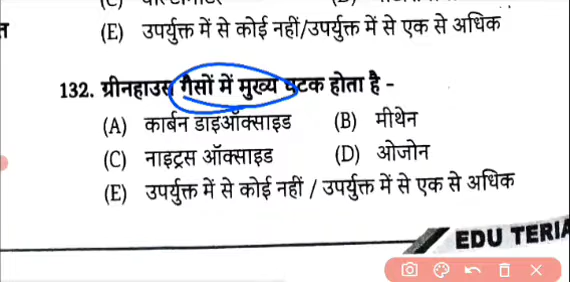 (E) उपर्युक्त में से कोई नहीं/उपर्युक्त में से एक से अधिक
132. ग्रीनहाउस गैसों में मुख्य घटक होता है -
(A) कार्बन डाइऑक्साइड (B) मीथेन
(C) नाइट्रस ऑक्साइड (D) ओजोन
(E) उपर्युक्त में से कोई नहीं / उपर्युक्त में से एक से अधिक
EDU TERIA